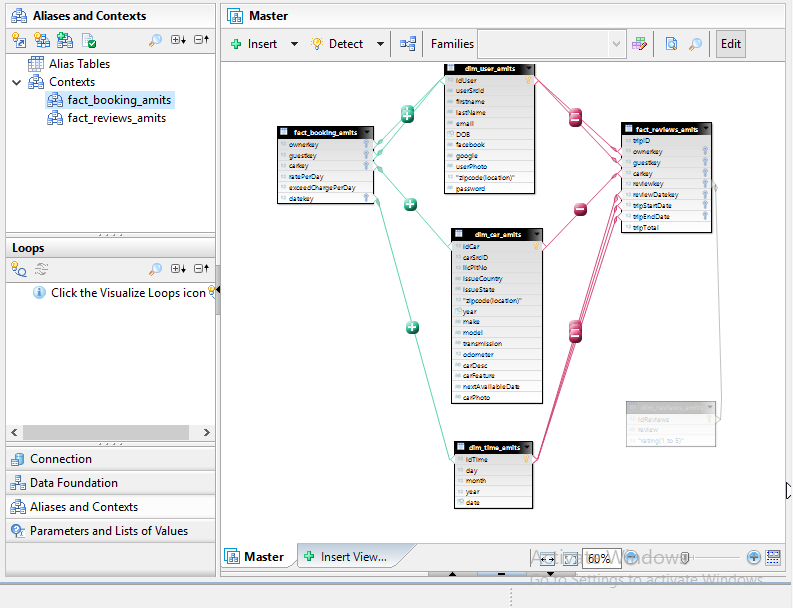 Aliases and Contexts
Alias Tables
Contexts
fact_booking_amits
fact_reviews_amits
Loops
Click the Visualize Loops icon
Connection
Data Foundation
Aliases and Contexts
Parameters and Lists of Values
Master
Insert
Detect
Families
Edit
dim_user_amits
idUser
userSrcId
firstname
lastName
email
DOB
facebook
google
userPhoto
"zipcode(location)"
password
fact_booking_amits
ownerkey
guestkey
carkey
ratePerDay
exceedChargePerDay
datekey
fact_reviews_amits
tripID
ownerkey
guestkey
carkey
reviewkey
reviewDatekey
tripStartDate
tripEndDate
tripTotal
dim_car_amits
idCar
carSrcID
licPltNo
issueCountry
issueState
"zipcode(location)"
year
make
model
transmission
odometer
carDesc
carFeature
nextAvailableDate
carPhoto
dim_reviews_amits
idReviews
review
"rating(1 to 5)"
dim_time_amits
idTime
day
month
year
date
Master
Insert View...
60%
Activate Windows
Go to Settings to activate Windows.